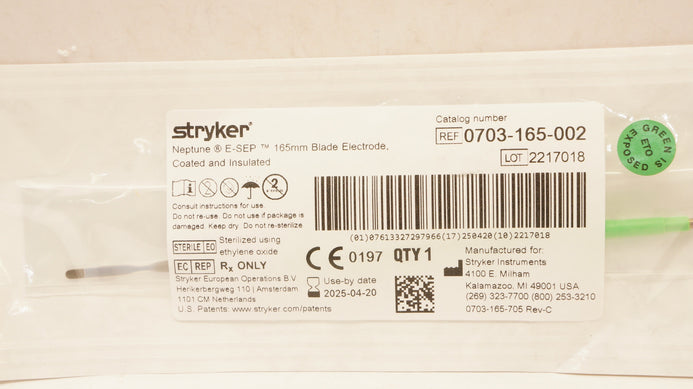 stryker®
Neptune ® E-SEP ™ 165mm Blade Electrode,
Coated and Insulated
Catalog number
REF 0703-165-002
LOT 2217018
GREEN
ETO
EXPOSED IS
2
Consult instructions for use.
Do not re-use. Do not use if package is
damaged. Keep dry. Do not re-sterilize.
(01)07613327297966(17)250420(10)2217018
STERILE EO Sterilized using
ethylene oxide
EC REP Rx ONLY
Stryker European Operations B.V.
Herikerbergweg 110 | Amsterdam
1101 CM Netherlands
U.S. Patents: www.stryker.com/patents
CE 0197 QTY 1
Use-by date
2025-04-20
Manufactured for:
Stryker Instruments
4100 E. Milham
Kalamazoo, MI 49001 USA
(269) 323-7700 (800) 253-3210
0703-165-705 Rev-C